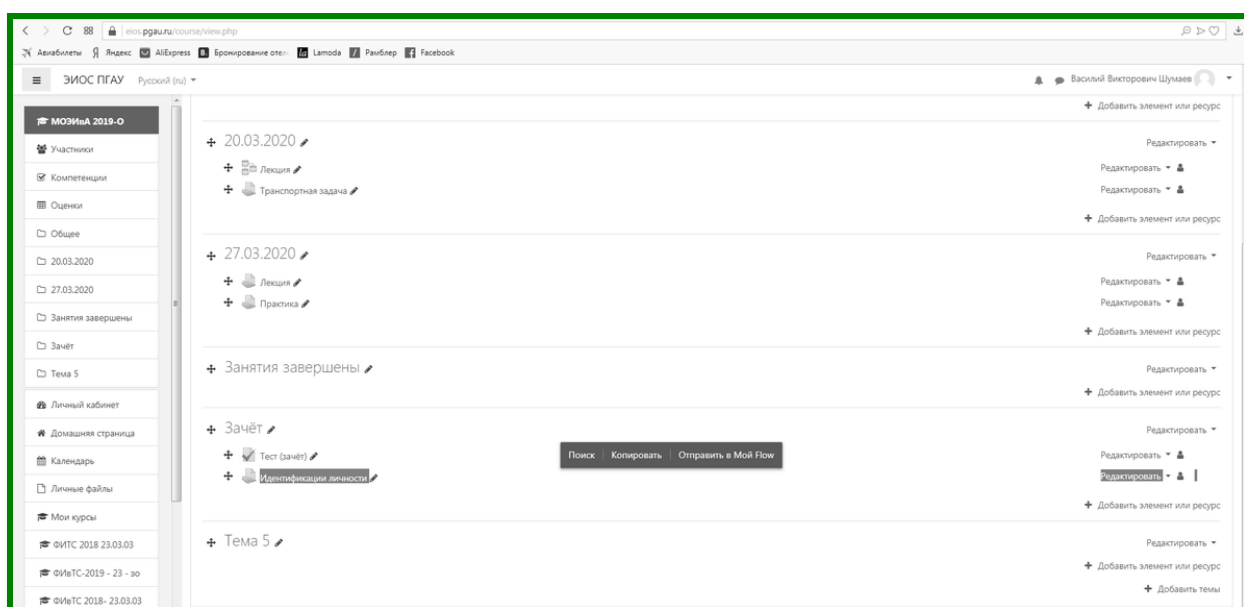 eios.pgau.ru/course/view.php
Авиабилеты Яндекс AliExpress Бронирование отел Lamoda Рамблер Facebook
ЭИОС ПГАУ Русский (ru) Василий Викторович Шумаев
МОЭИвА 2019-О
Участники
Компетенции
Оценки
Общее
20.03.2020
27.03.2020
Занятия завершены
Зачёт
Тема 5
Личный кабинет
Домашняя страница
Календарь
Личные файлы
Мои курсы
ФИТС 2018 23.03.03
ФИвТС-2019 - 23 - зо
ФИвТС 2018- 23.03.03
Добавить элемент или ресурс
20.03.2020 Редактировать
Лекция Редактировать
Транспортная задача Редактировать
Добавить элемент или ресурс
27.03.2020 Редактировать
Лекция Редактировать
Практика Редактировать
Добавить элемент или ресурс
Занятия завершены Редактировать
Добавить элемент или ресурс
Зачёт Редактировать
Тест (зачёт) Редактировать
Поиск Копировать Отправить в Мой Flow
Идентификации личности Редактировать
Добавить элемент или ресурс
Тема 5 Редактировать
Добавить элемент или ресурс
Добавить темы